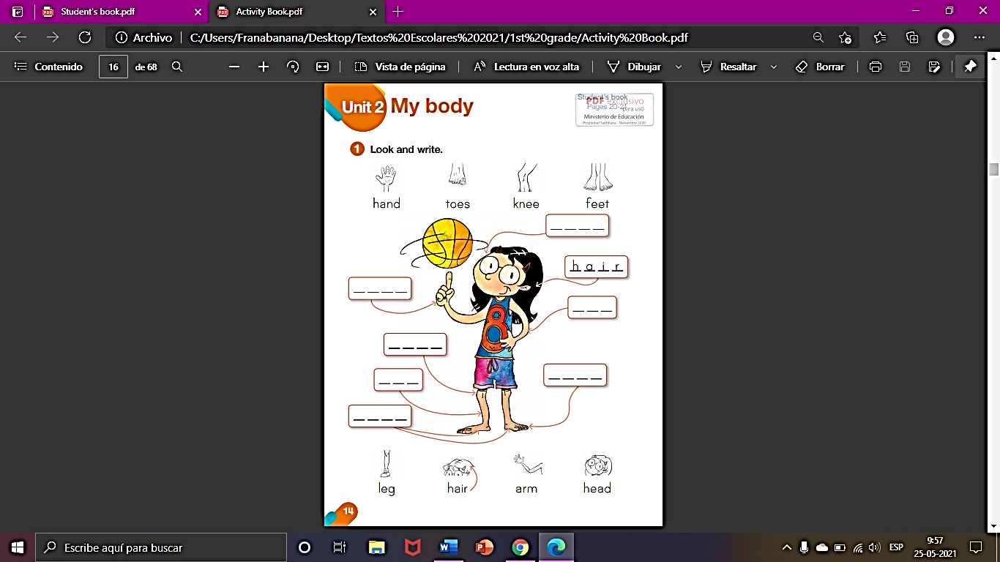 Student's book.pdf
Activity Book.pdf
Archivo
C:/Users/Franabanana/Desktop/Textos%20Escolares%202021/1st%20grade/Activity%20Book.pdf
Contenido 16 de 68
Vista de página
Lectura en voz alta
Dibujar
Resaltar
Borrar
Unit 2 My body
Student's book
Pages 20-21
PDF exclusivo
para uso
Ministerio de Educación
Propiedad Santillana - Noviembre 2020
1 Look and write.
hand toes knee feet
hair
leg hair arm head
14
Escribe aquí para buscar
ESP
9:57
25-05-2021